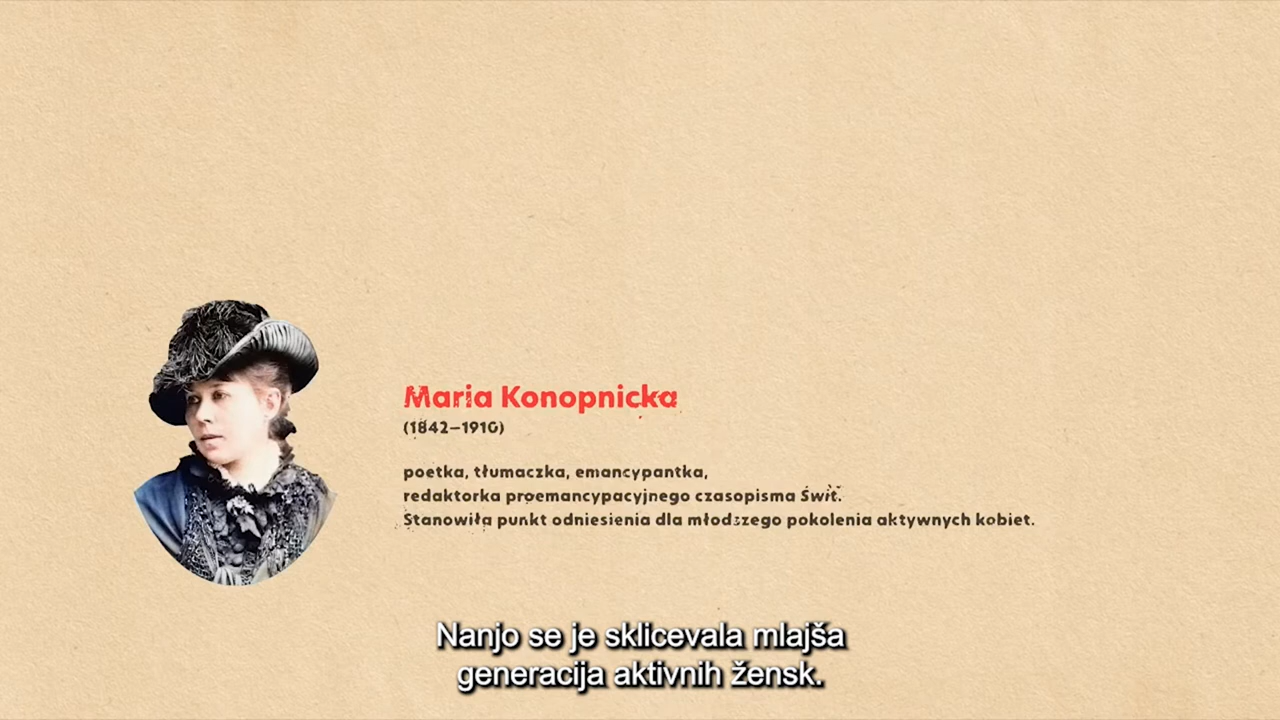 Maria Konopnicka
(1842–1910)
poetka, tłumaczka, emancypantka,
redaktorka proemancypacyjnego czasopisma Świt.
Stanowiła punkt odniesienia dla młodszego pokolenia aktywnych kobiet.
Nanjo se je sklicevala mlajša
generacija aktivnih žensk.